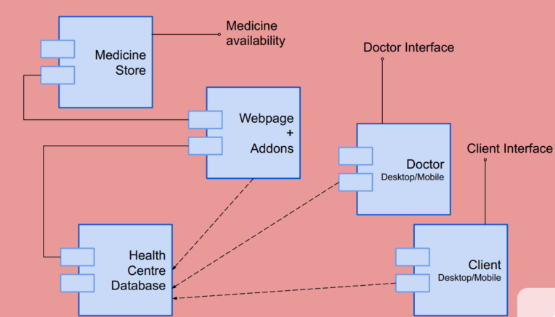 Medicine
availability
Medicine
Store
Doctor Interface
Webpage
+
Addons
Client Interface
Doctor
Desktop/Mobile
Health
Centre
Database
Client
Desktop/Mobile